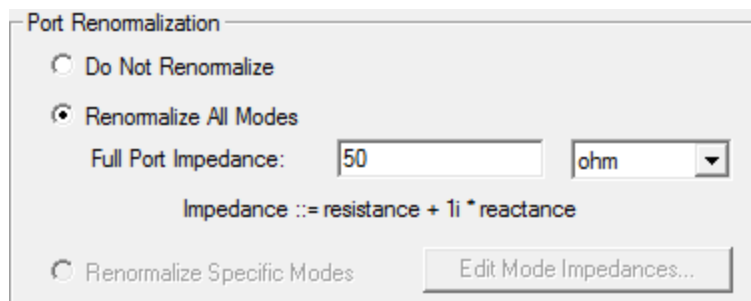 Port Renormalization
Do Not Renormalize
Renormalize All Modes
Full Port Impedance: 50 ohm
Impedance ::= resistance + 1i * reactance
Renormalize Specific Modes Edit Mode Impedances...